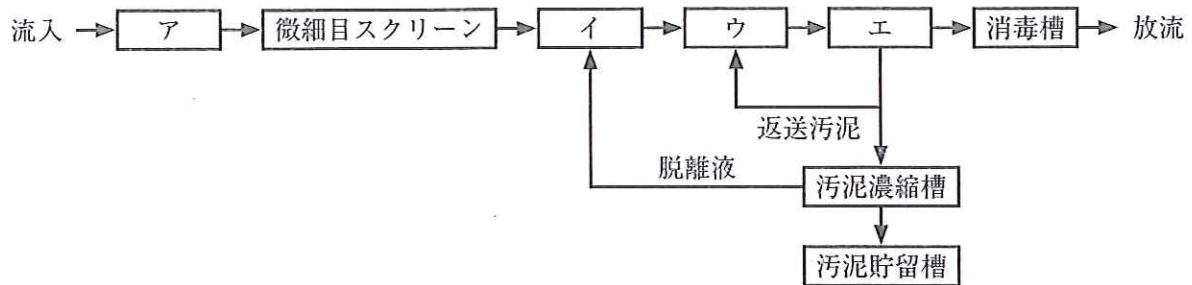 流入 ア 微細目スクリーン イ ウ エ 消毒槽 放流
返送汚泥
脱離液
汚泥濃縮槽
汚泥貯留槽